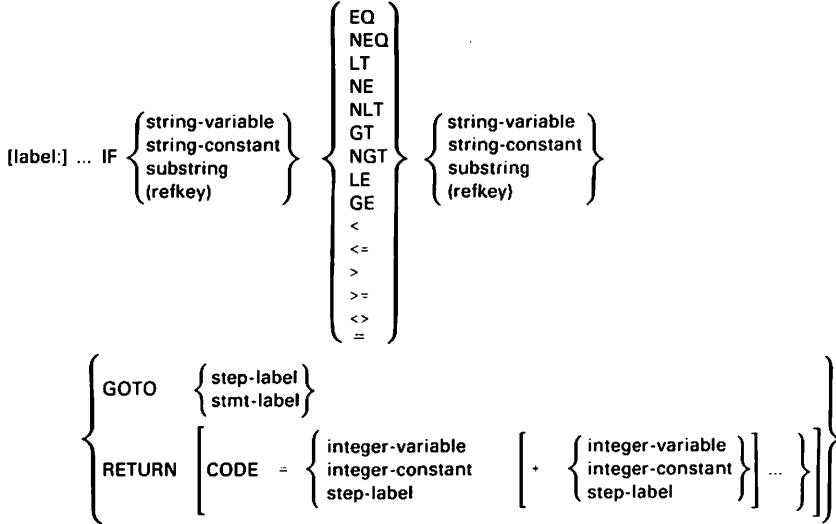 EQ
NEQ
LT
NE
NLT
GT
NGT
LE
GE
<
<=
>
>=
<>
=
[label:] ... IF { string-variable string-constant substring (refkey) }
{ string-variable string-constant substring (refkey) }
GOTO { step-label stmt-label }
RETURN [ CODE = { integer-variable integer-constant step-label [ + { integer-variable integer-constant step-label } ] ... } ]